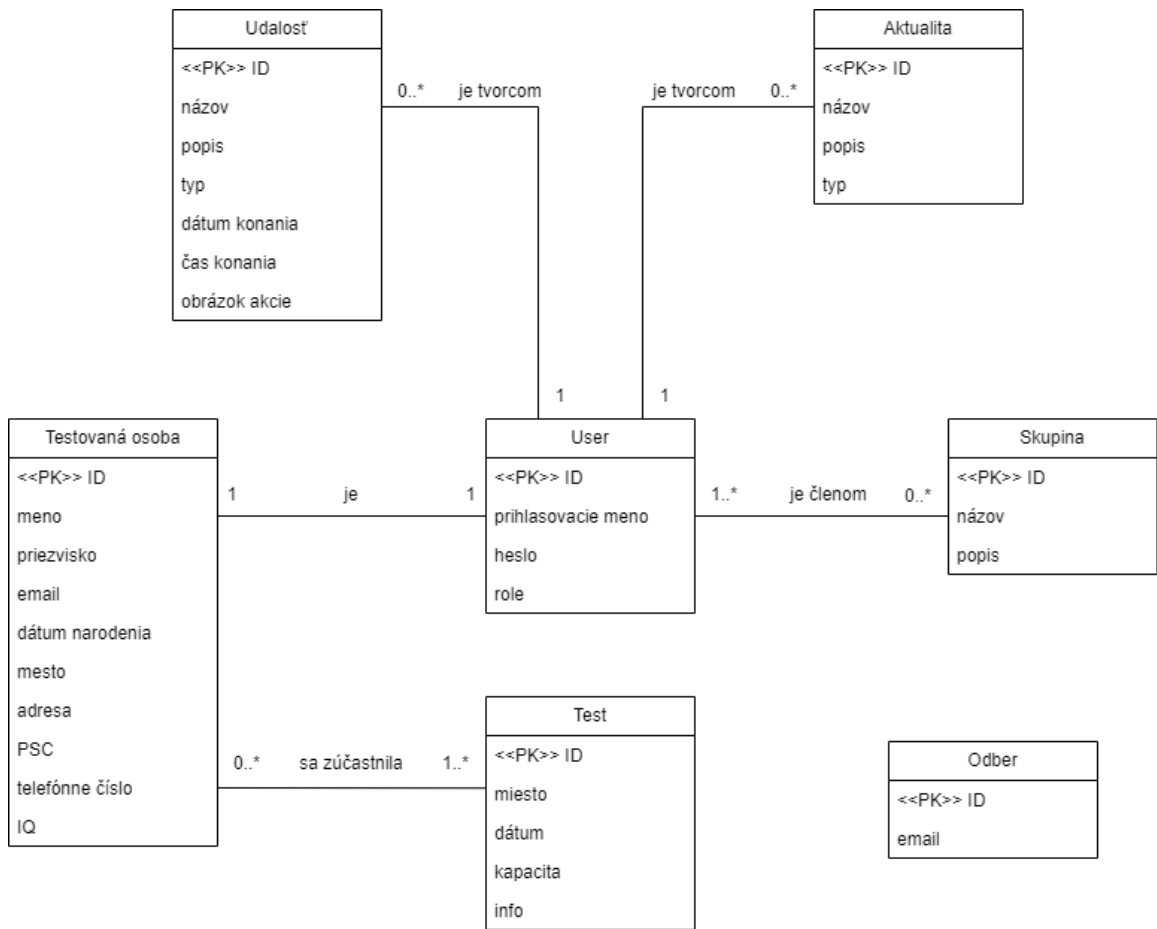 Udalosť
<<PK>> ID
názov
popis
typ
dátum konania
čas konania
obrázok akcie
0..* je tvorcom
1
Aktualita
<<PK>> ID
názov
popis
typ
je tvorcom 0..*
1
Testovaná osoba
<<PK>> ID
meno
priezvisko
email
dátum narodenia
mesto
adresa
PSC
telefónne číslo
IQ
1 je 1
User
<<PK>> ID
prihlasovacie meno
heslo
role
1..* je členom 0..*
Skupina
<<PK>> ID
názov
popis
0..* sa zúčastnila 1..*
Test
<<PK>> ID
miesto
dátum
kapacita
info
Odber
<<PK>> ID
email